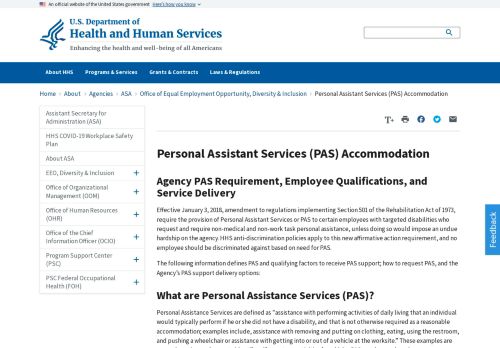 An official website of the United States government Here's how you know
U.S. Department of
Health and Human Services
Enhancing the health and well-being of all Americans
About HHS Programs & Services Grants & Contracts Laws & Regulations
Home › About › Agencies › ASA › Office of Equal Employment Opportunity, Diversity & Inclusion › Personal Assistant Services (PAS) Accommodation
Assistant Secretary for
Administration (ASA)
HHS COVID-19 Workplace Safety
Plan
About ASA
EEO, Diversity & Inclusion +
Office of Organizational
Management (OOM) +
Office of Human Resources
(OHR) +
Office of the Chief
Information Officer (OCIO) +
Program Support Center
(PSC) +
PSC Federal Occupational
Health (FOH) +
T+
Personal Assistant Services (PAS) Accommodation
Agency PAS Requirement, Employee Qualifications, and
Service Delivery
Effective January 3, 2018, amendment to regulations implementing Section 501 of the Rehabilitation Act of 1973,
require the provision of Personal Assistant Services or PAS to certain employees with targeted disabilities who
request and require non-medical and non-work task personal assistance, unless doing so would impose an undue
hardship on the agency. HHS anti-discrimination policies apply to this new affirmative action requirement, and no
employee should be discriminated against based on need for PAS.
The following information defines PAS and qualifying factors to receive PAS support; how to request PAS, and the
Agency's PAS support delivery options:
What are Personal Assistance Services (PAS)?
Personal Assistance Services are defined as "assistance with performing activities of daily living that an individual
would typically perform if he or she did not have a disability, and that is not otherwise required as a reasonable
accommodation; examples include, assistance with removing and putting on clothing, eating, using the restroom,
and pushing a wheelchair or assistance with getting into or out of a vehicle at the worksite." These examples are
Feedback